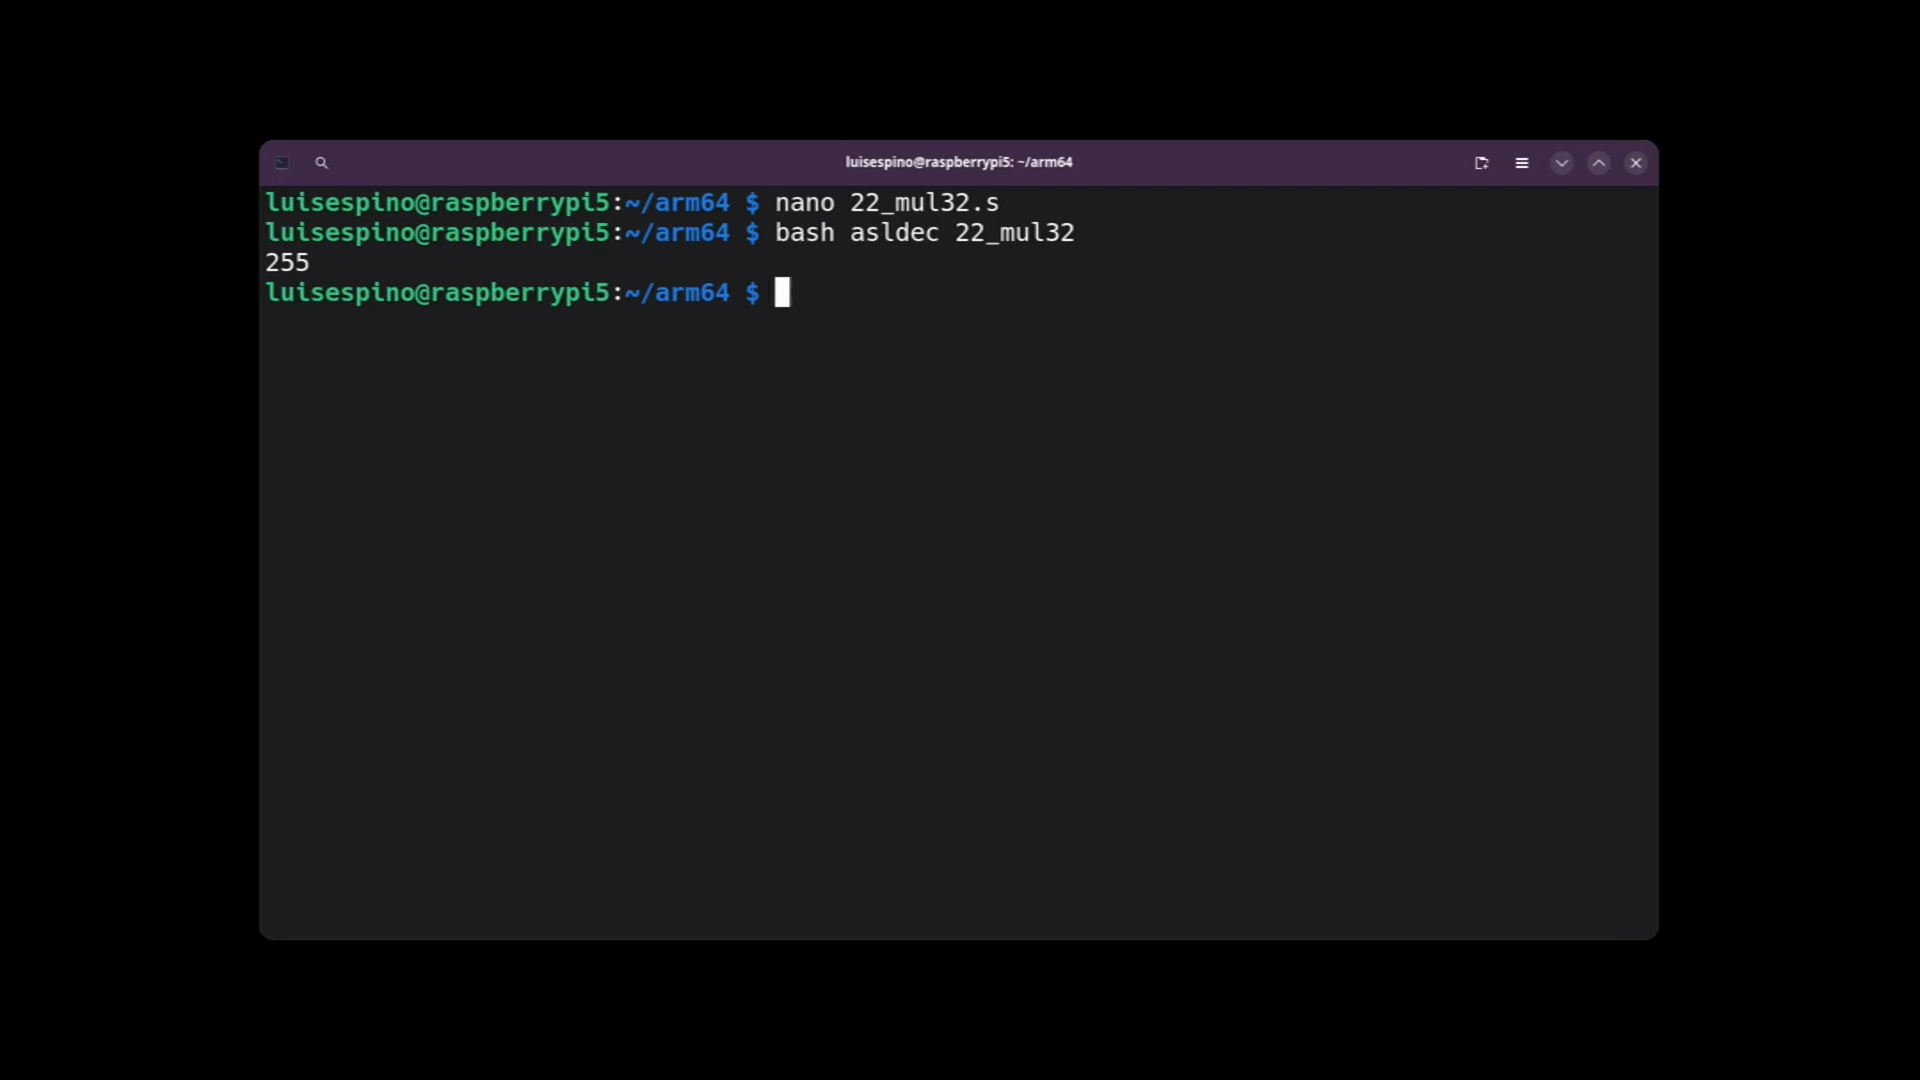 luisespino@raspberrypi5: ~/arm64
luisespino@raspberrypi5:~/arm64 $ nano 22_mul32.s
luisespino@raspberrypi5:~/arm64 $ bash asldec 22_mul32
255
luisespino@raspberrypi5:~/arm64 $